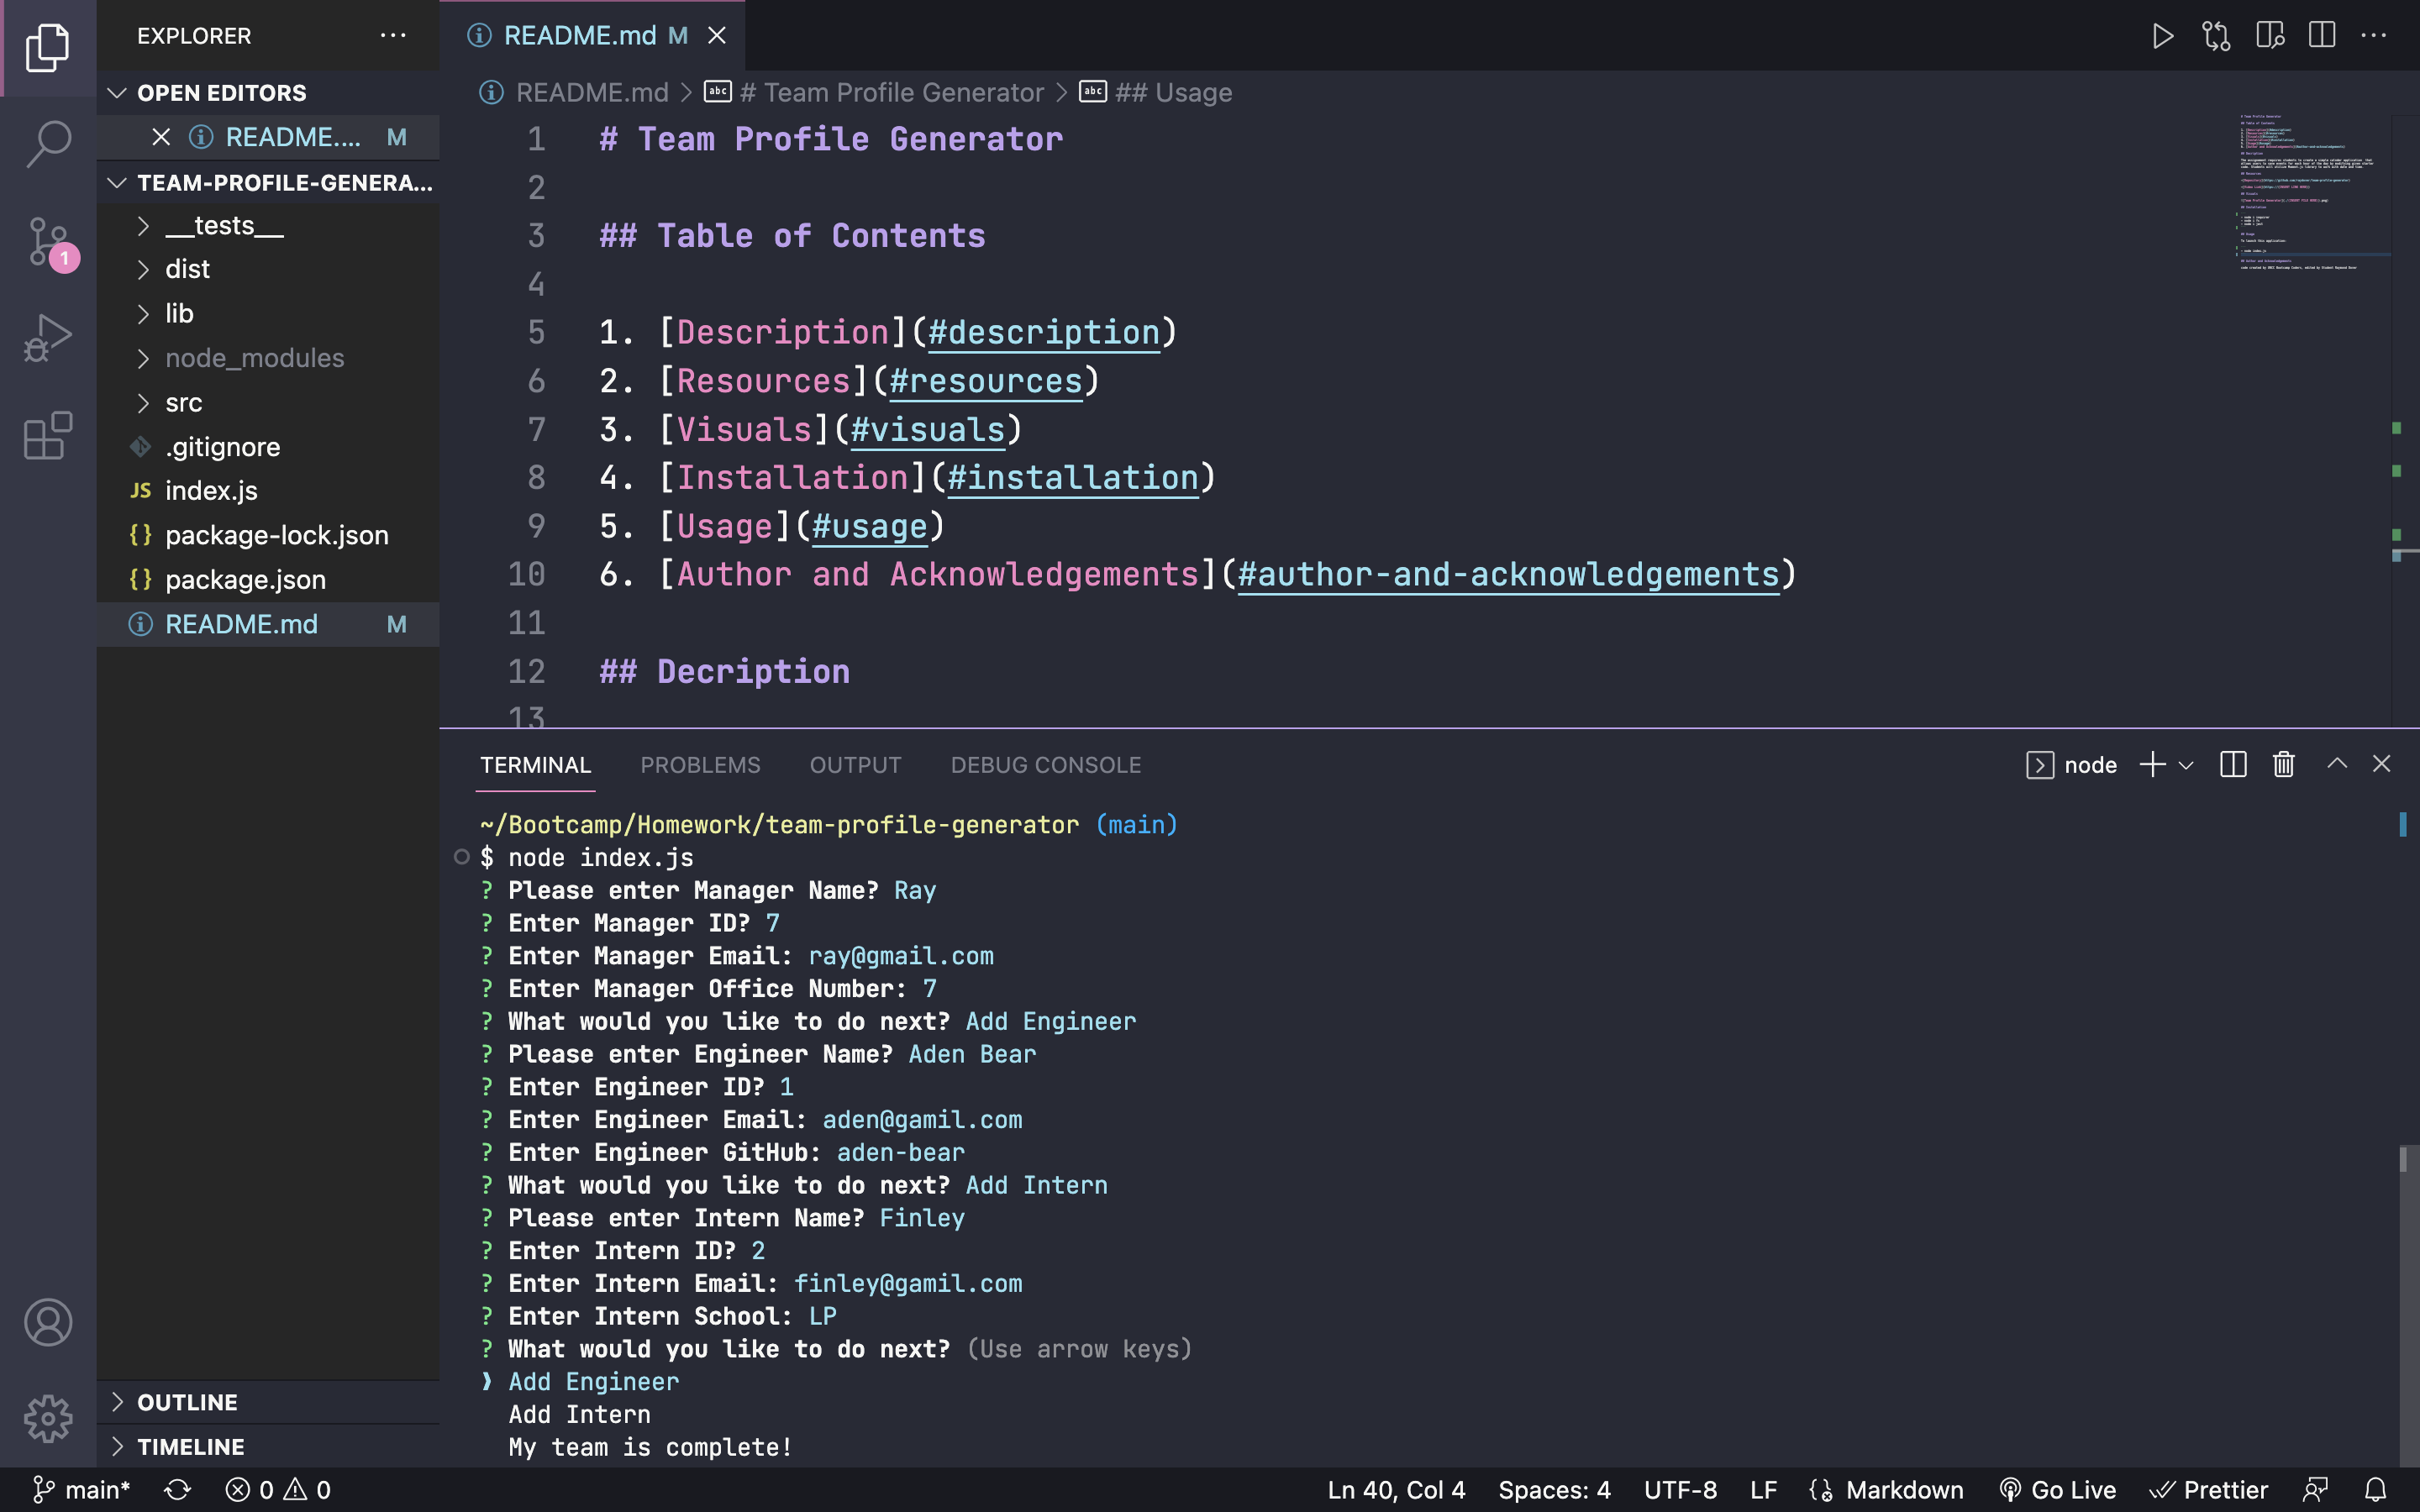 EXPLORER
OPEN EDITORS
README.... M
TEAM-PROFILE-GENERA...
__tests__
dist
lib
node_modules
src
.gitignore
JS index.js
{} package-lock.json
{} package.json
README.md M
OUTLINE
TIMELINE
1
README.md M
README.md > abc # Team Profile Generator > abc ## Usage
1 # Team Profile Generator
2
3 ## Table of Contents
4
5 1. [Description](#description)
6 2. [Resources](#resources)
7 3. [Visuals](#visuals)
8 4. [Installation](#installation)
9 5. [Usage](#usage)
10 6. [Author and Acknowledgements](#author-and-acknowledgements)
11
12 ## Decription
13
TERMINAL PROBLEMS OUTPUT DEBUG CONSOLE node
~/Bootcamp/Homework/team-profile-generator (main)
$ node index.js
? Please enter Manager Name? Ray
? Enter Manager ID? 7
? Enter Manager Email: ray@gmail.com
? Enter Manager Office Number: 7
? What would you like to do next? Add Engineer
? Please enter Engineer Name? Aden Bear
? Enter Engineer ID? 1
? Enter Engineer Email: aden@gamil.com
? Enter Engineer GitHub: aden-bear
? What would you like to do next? Add Intern
? Please enter Intern Name? Finley
? Enter Intern ID? 2
? Enter Intern Email: finley@gamil.com
? Enter Intern School: LP
? What would you like to do next? (Use arrow keys)
❯ Add Engineer
Add Intern
My team is complete!
main* 0 0 Ln 40, Col 4 Spaces: 4 UTF-8 LF Markdown Go Live Prettier